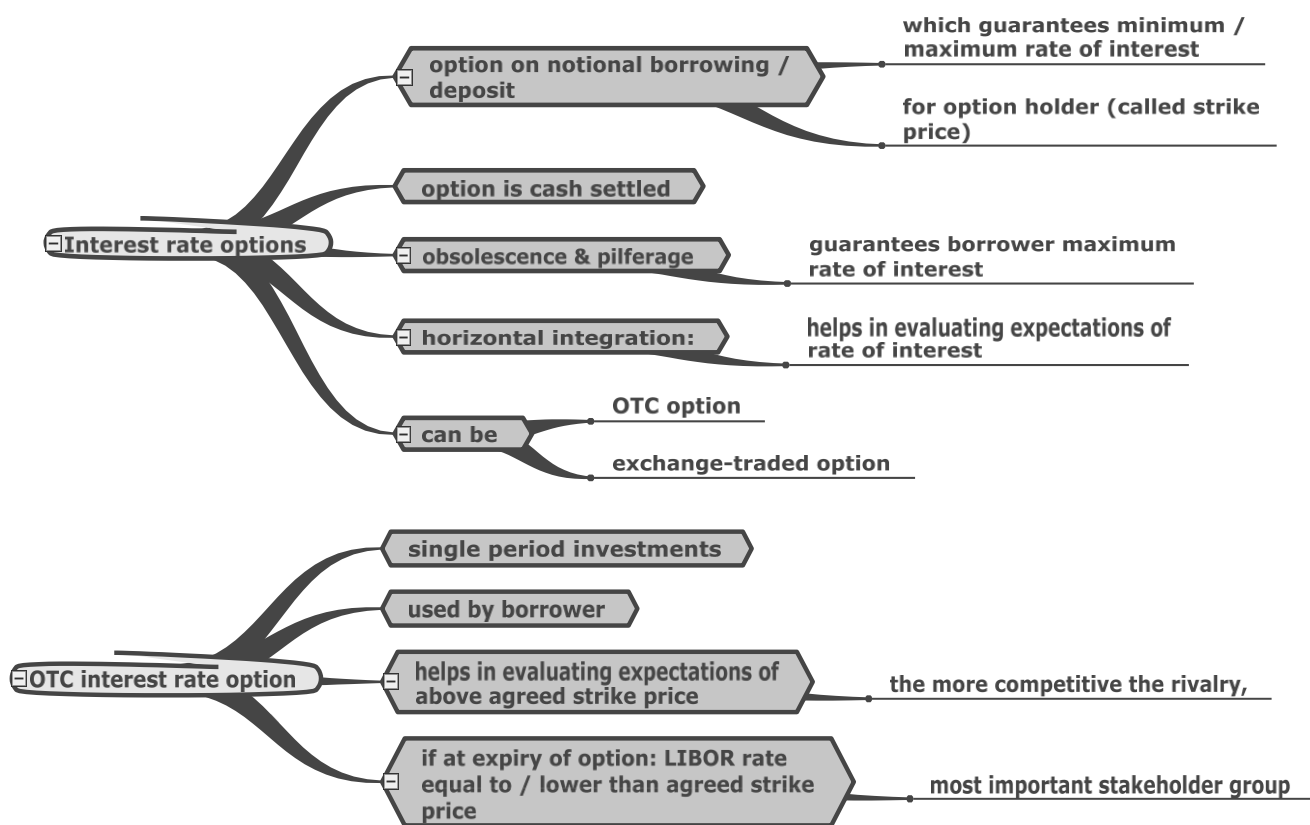 Interest rate options
option on notional borrowing /
deposit
which guarantees minimum /
maximum rate of interest
for option holder (called strike
price)
option is cash settled
obsolescence & pilferage
guarantees borrower maximum
rate of interest
horizontal integration:
helps in evaluating expectations of
rate of interest
can be
OTC option
exchange-traded option
OTC interest rate option
single period investments
used by borrower
helps in evaluating expectations of
above agreed strike price
the more competitive the rivalry,
if at expiry of option: LIBOR rate
equal to / lower than agreed strike
price
most important stakeholder group